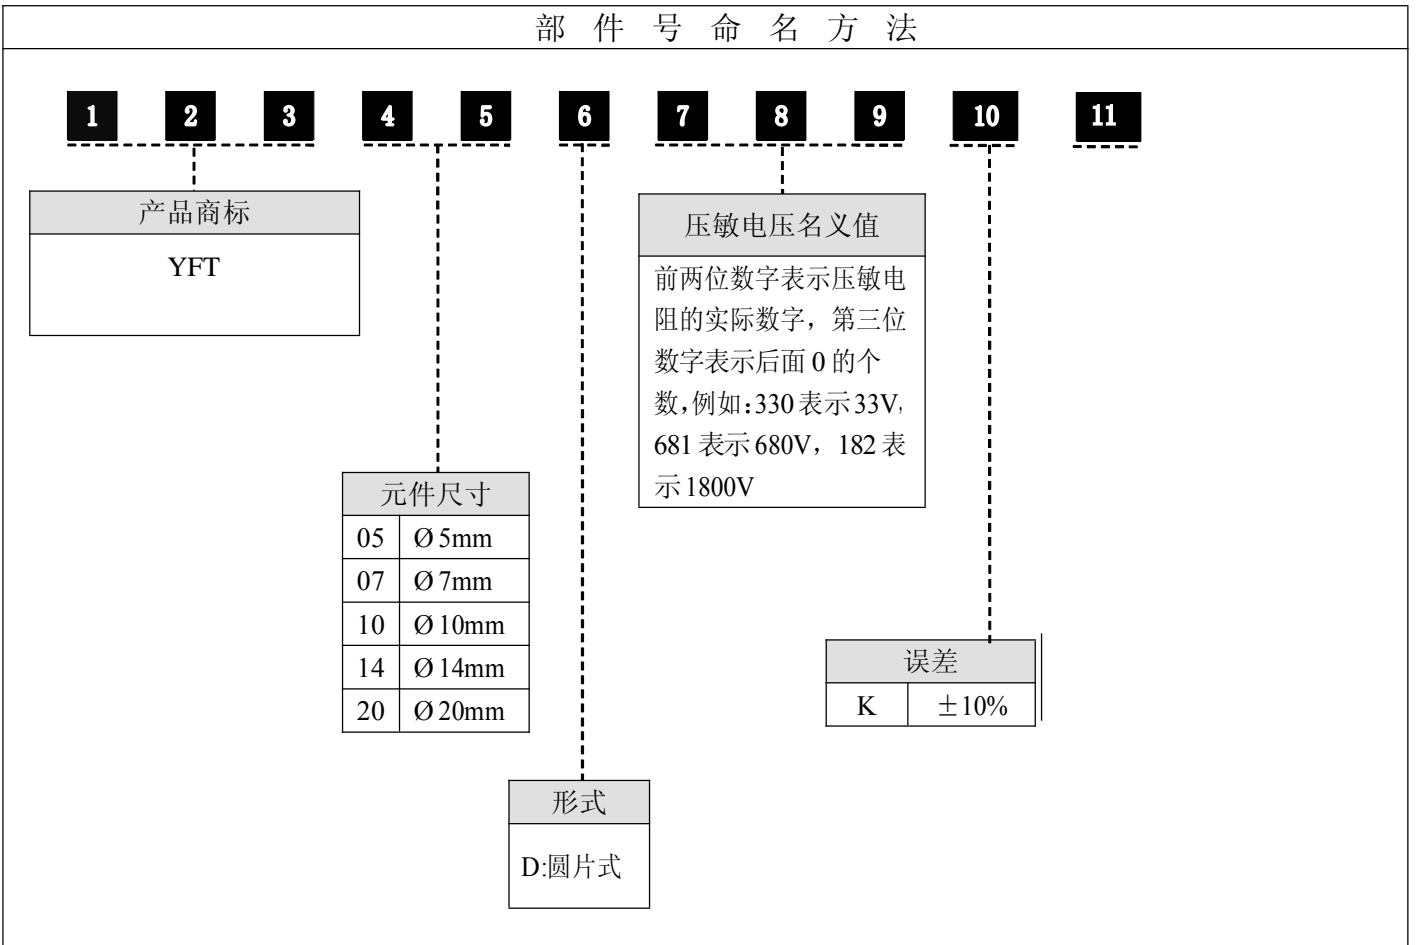 部件号命名方法
1 2 3 4 5 6 7 8 9 10 11
产品商标
YFT
压敏电压名义值
前两位数字表示压敏电
阻的实际数字，第三位
数字表示后面 0 的个
数,例如:330 表示 33V,
681 表示 680V，182 表
示 1800V
元件尺寸
05 Ø 5mm
07 Ø 7mm
10 Ø 10mm
14 Ø 14mm
20 Ø 20mm
误差
K ±10%
形式
D:圆片式